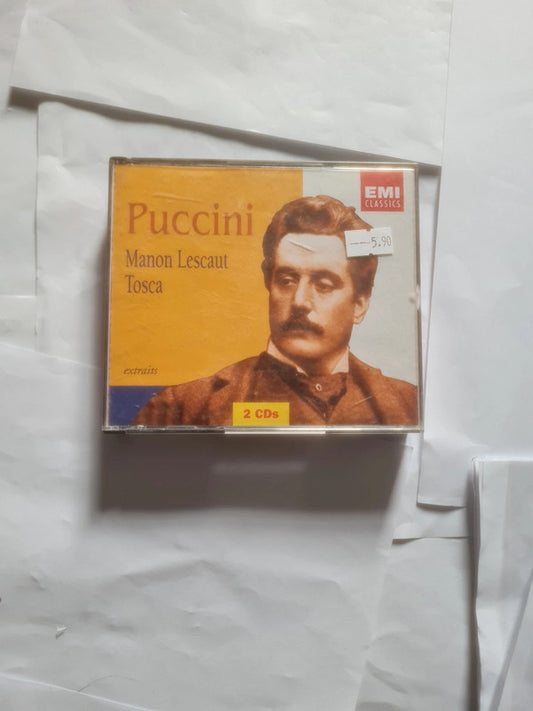 Puccini
EMI
CLASSICS
5.90
Manon Lescaut
Tosca
extraits
2 CDs